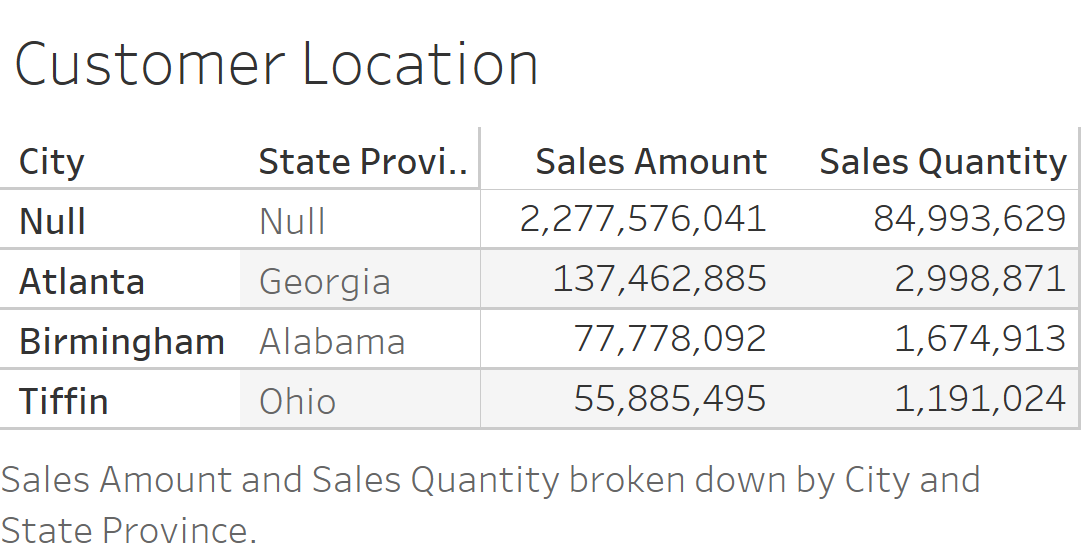 Customer Location
City State Provi.. Sales Amount Sales Quantity
Null Null 2,277,576,041 84,993,629
Atlanta Georgia 137,462,885 2,998,871
Birmingham Alabama 77,778,092 1,674,913
Tiffin Ohio 55,885,495 1,191,024
Sales Amount and Sales Quantity broken down by City and
State Province.